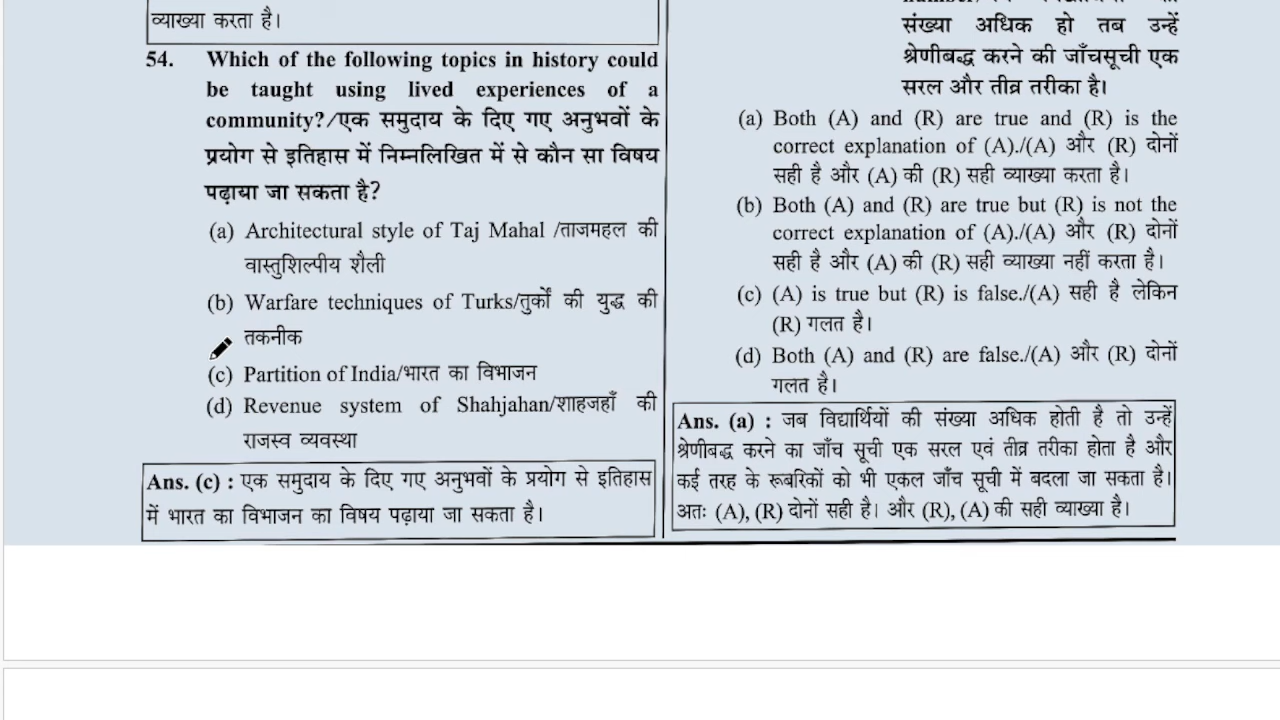 व्याख्या करता है।
54. Which of the following topics in history could
be taught using lived experiences of a
community?/एक समुदाय के दिए गए अनुभवों के
प्रयोग से इतिहास में निम्नलिखित में से कौन सा विषय
पढ़ाया जा सकता है?
(a) Architectural style of Taj Mahal /ताजमहल की
वास्तुशिल्पीय शैली
(b) Warfare techniques of Turks/तुर्कों की युद्ध की
तकनीक
(c) Partition of India/भारत का विभाजन
(d) Revenue system of Shahjahan/शाहजहाँ की
राजस्व व्यवस्था
Ans. (c) : एक समुदाय के दिए गए अनुभवों के प्रयोग से इतिहास
में भारत का विभाजन का विषय पढ़ाया जा सकता है।
संख्या अधिक हो तब उन्हें
श्रेणीबद्ध करने की जाँचसूची एक
सरल और तीव्र तरीका है।
(a) Both (A) and (R) are true and (R) is the
correct explanation of (A)./(A) और (R) दोनों
सही है और (A) की (R) सही व्याख्या करता है।
(b) Both (A) and (R) are true but (R) is not the
correct explanation of (A)./(A) और (R) दोनों
सही है और (A) की (R) सही व्याख्या नहीं करता है।
(c) (A) is true but (R) is false./(A) सही है लेकिन
(R) गलत है।
(d) Both (A) and (R) are false./(A) और (R) दोनों
गलत है।
Ans. (a) : जब विद्यार्थियों की संख्या अधिक होती है तो उन्हें
श्रेणीबद्ध करने का जाँच सूची एक सरल एवं तीव्र तरीका होता है और
कई तरह के रूबरिकों को भी एकल जाँच सूची में बदला जा सकता है।
अतः (A), (R) दोनों सही है। और (R), (A) की सही व्याख्या है।